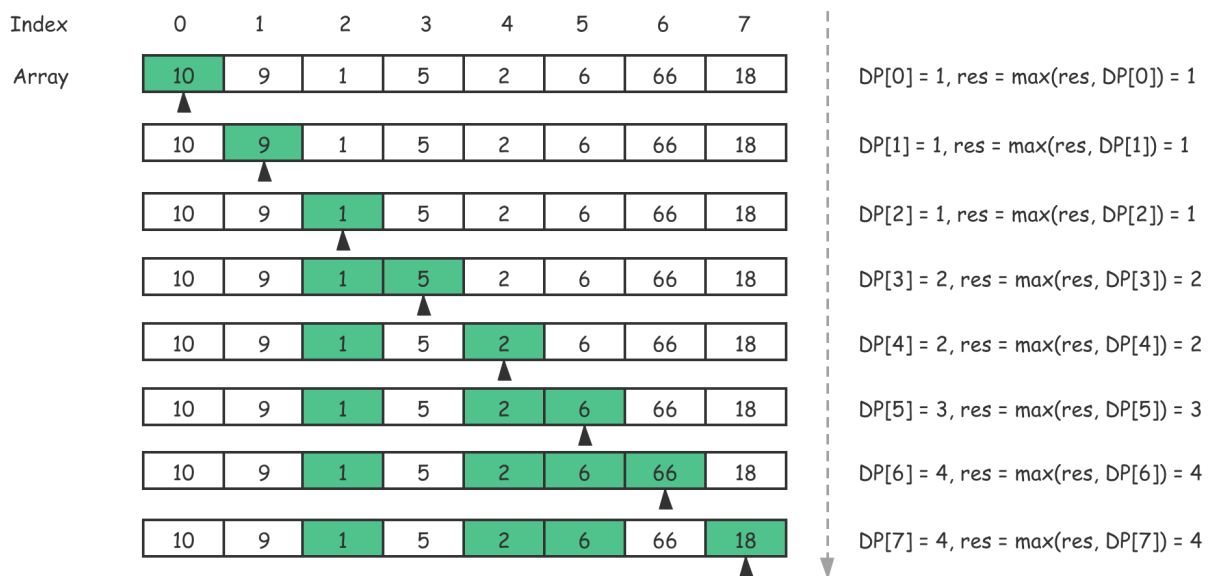 Index 0 1 2 3 4 5 6 7
Array 10 9 1 5 2 6 66 18 DP[0] = 1, res = max(res, DP[0]) = 1
10 9 1 5 2 6 66 18 DP[1] = 1, res = max(res, DP[1]) = 1
10 9 1 5 2 6 66 18 DP[2] = 1, res = max(res, DP[2]) = 1
10 9 1 5 2 6 66 18 DP[3] = 2, res = max(res, DP[3]) = 2
10 9 1 5 2 6 66 18 DP[4] = 2, res = max(res, DP[4]) = 2
10 9 1 5 2 6 66 18 DP[5] = 3, res = max(res, DP[5]) = 3
10 9 1 5 2 6 66 18 DP[6] = 4, res = max(res, DP[6]) = 4
10 9 1 5 2 6 66 18 DP[7] = 4, res = max(res, DP[7]) = 4